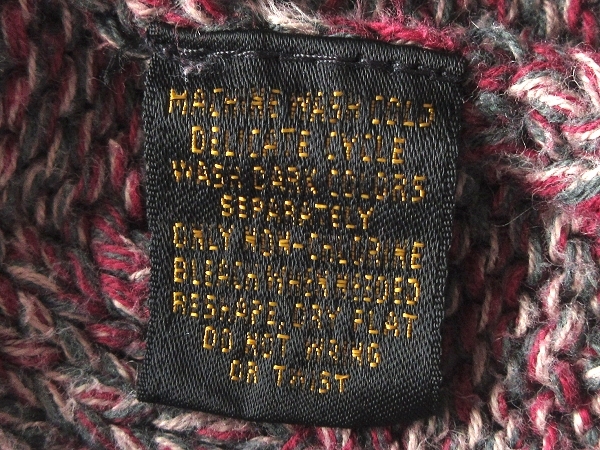 MACHINE WASH COLD
DELICATE CYCLE
WASH DARK COLORS
SEPARATELY
ONLY NON-CHLORINE
BLEACH WHEN NEEDED
RESHAPE, DRY FLAT
DO NOT WRING
OR TWIST